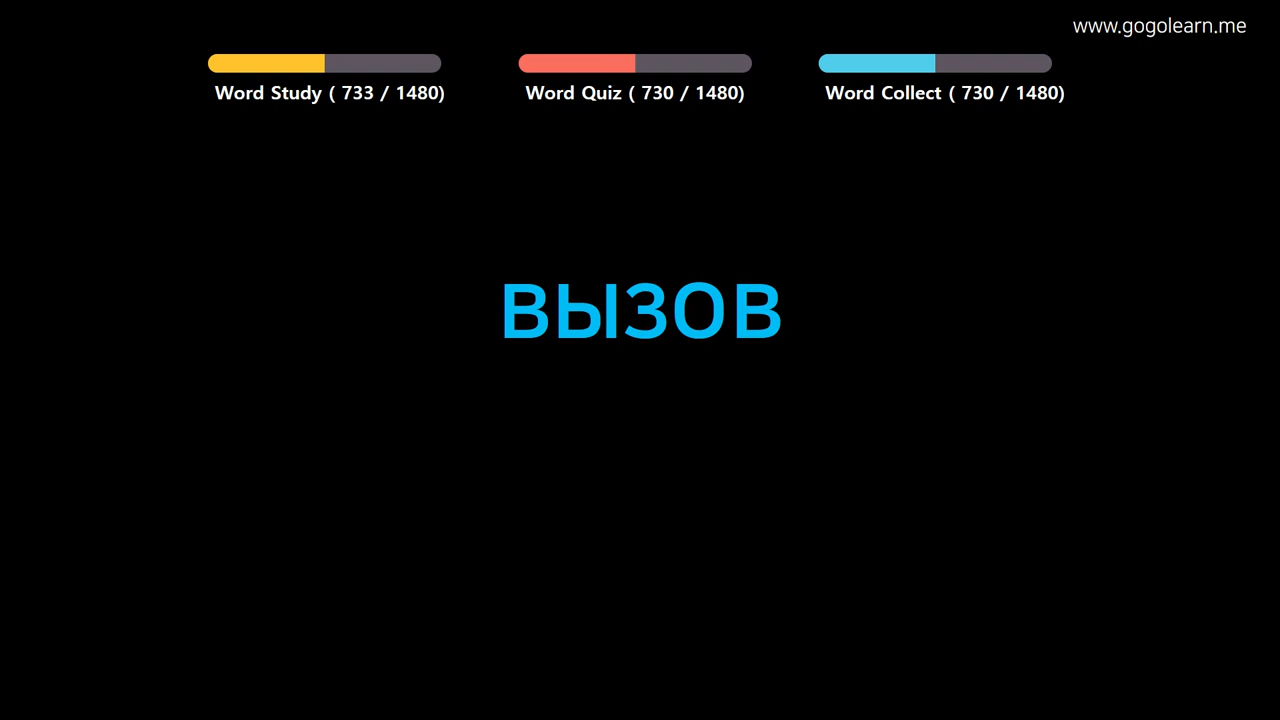 www.gogolearn.me
Word Study ( 733 / 1480)
Word Quiz ( 730 / 1480)
Word Collect ( 730 / 1480)
вызов